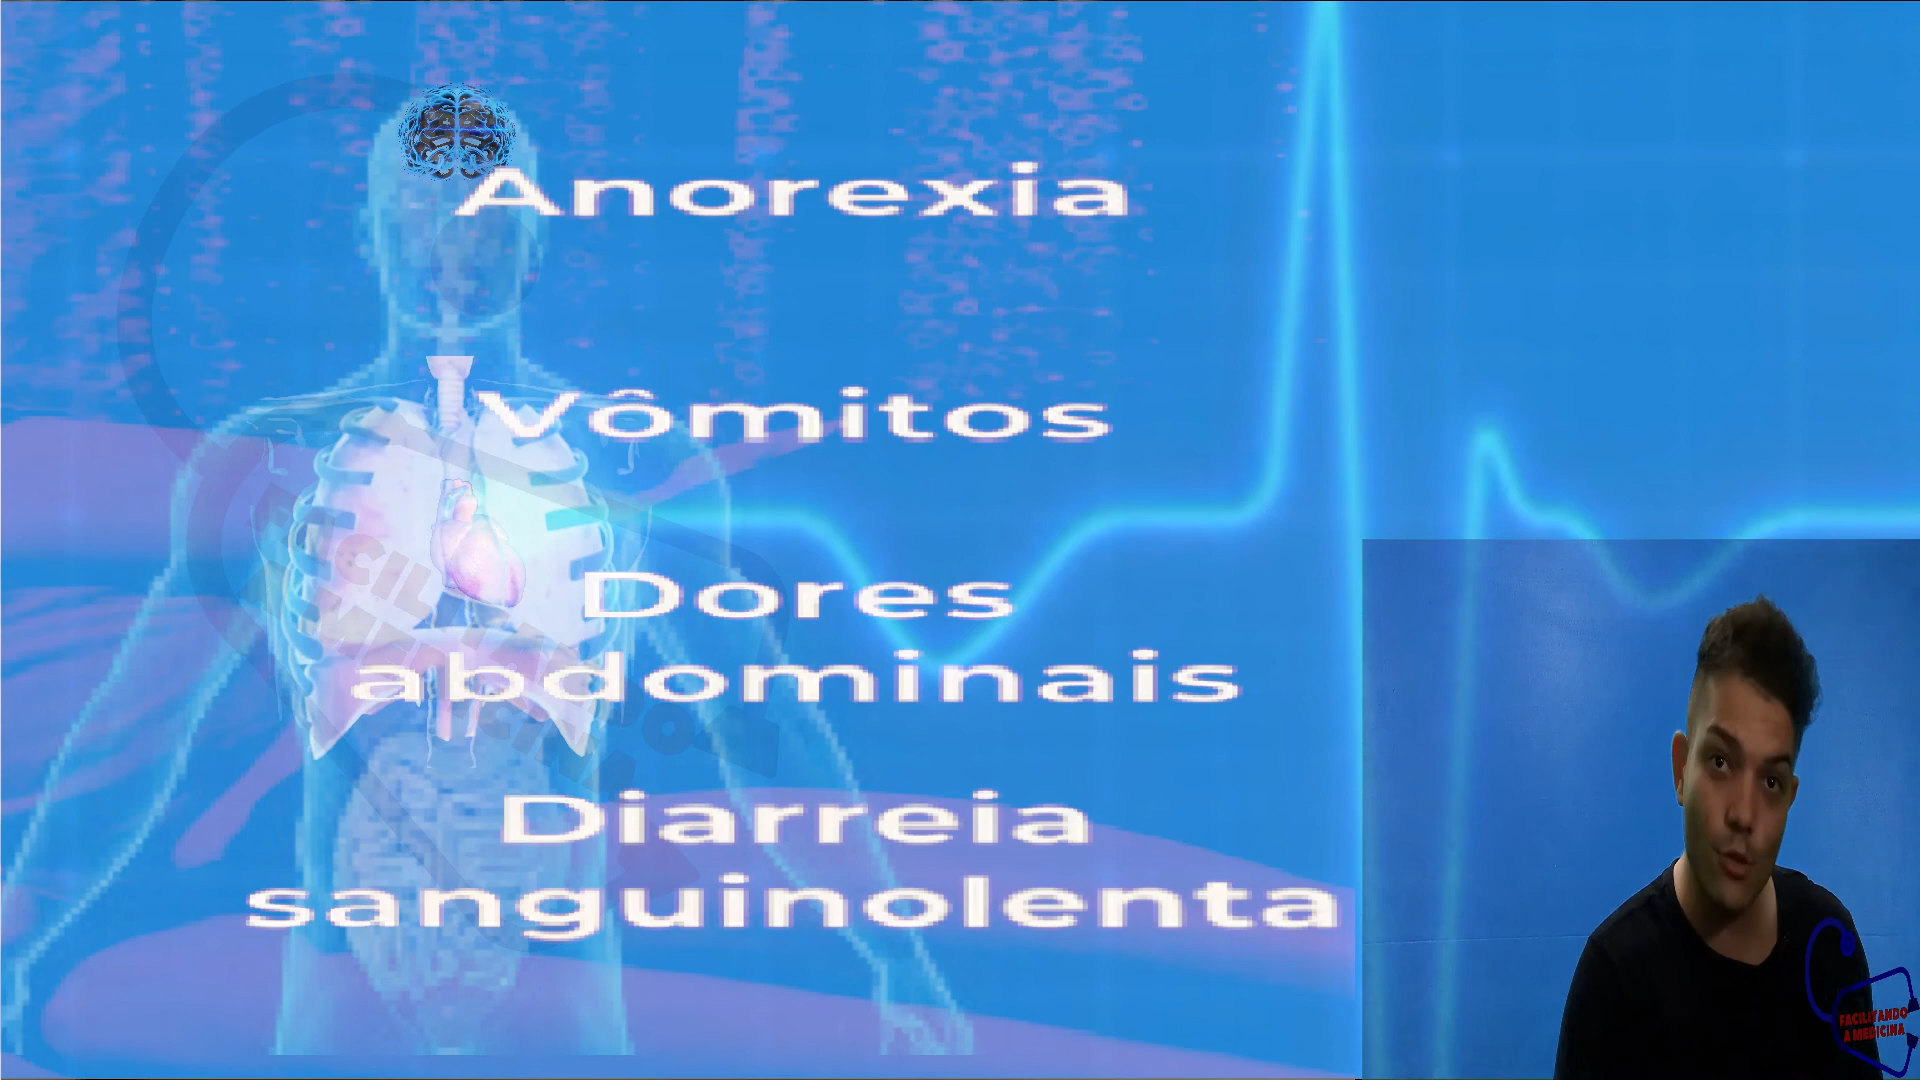 Anorexia
Vômitos
Dores
abdominais
Diarreia
sanguinolenta
FACILITANDO
A MEDICINA